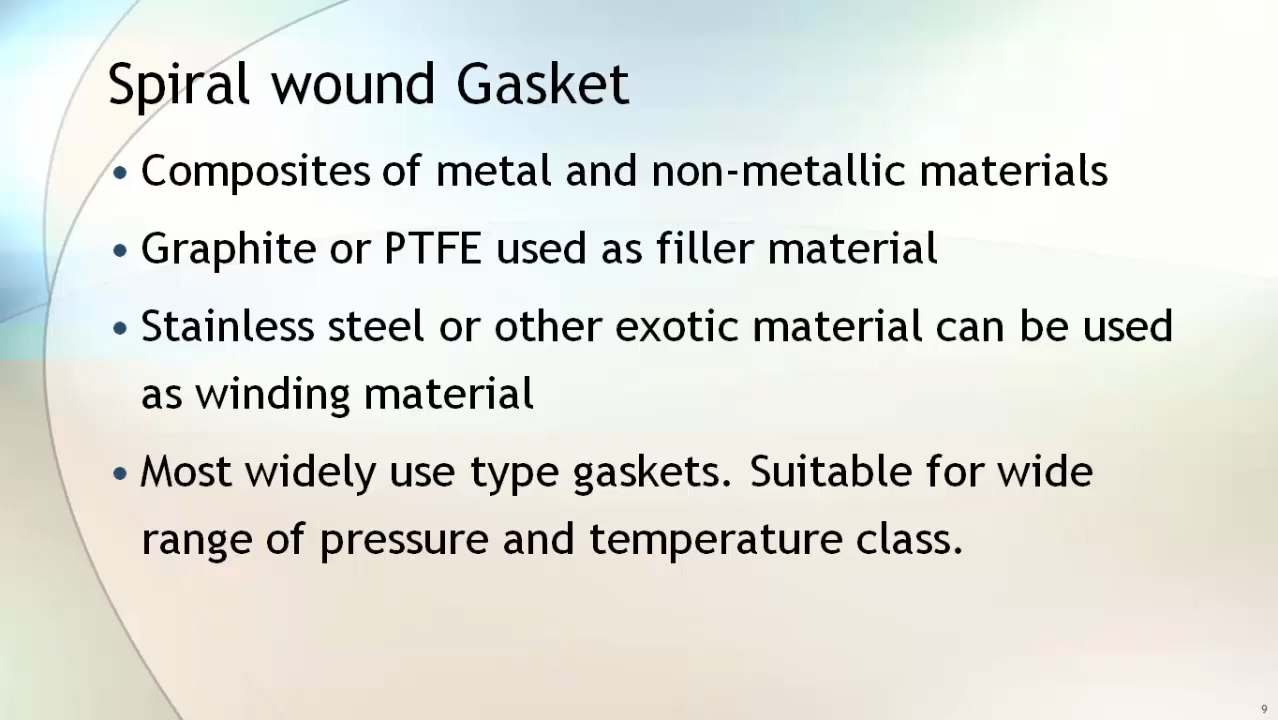 Spiral wound Gasket
• Composites of metal and non-metallic materials
• Graphite or PTFE used as filler material
• Stainless steel or other exotic material can be used
as winding material
• Most widely use type gaskets. Suitable for wide
range of pressure and temperature class.
9